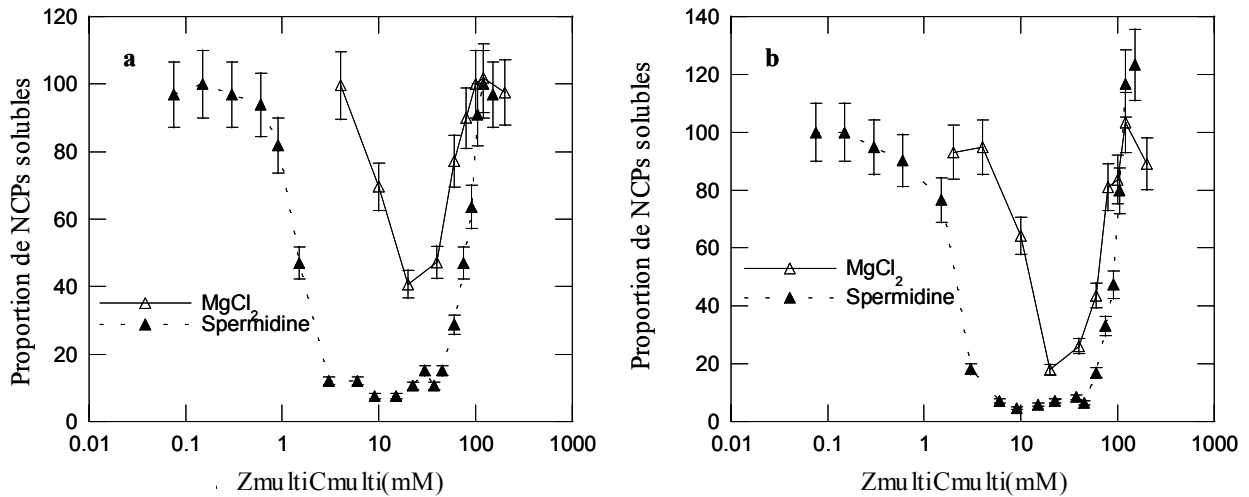 a
Proportion de NCPs solubles
120
100
80
60
40
20
0
MgCl2
Spermidine
0.01 0.1 1 10 100 1000
ZmultiCmulti(mM)
b
Proportion de NCPs solubles
140
120
100
80
60
40
20
0
MgCl2
Spermidine
0.01 0.1 1 10 100 1000
ZmultiCmulti(mM)